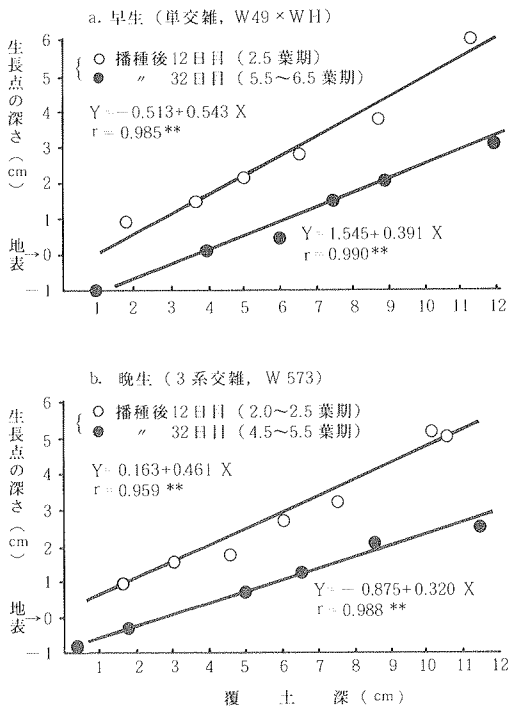 a. 早生（単交雑，W49×WH）
生長点の深さ（cm）
6
5
4
3
2
1
地表→0
－1
{ ○ 播種後12日目（2.5 葉期）
● 〃 32日目（5.5～6.5葉期）
Y=－0.513+0.543 X
r=0.985**
Y=1.545+0.391 X
r=0.990**
1 2 3 4 5 6 7 8 9 10 11 12
b. 晩生（3系交雑，W 573）
生長点の深さ（cm）
6
5
4
3
2
1
地表→0
－1
{ ○ 播種後12日目（2.0～2.5葉期）
● 〃 32日目（4.5～5.5葉期）
Y=0.163+0.461 X
r=0.959 **
Y=－0.875+0.320 X
r=0.988 **
1 2 3 4 5 6 7 8 9 10 11 12
覆土深（cm）